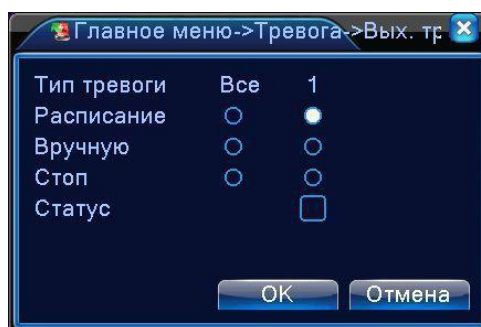 Главное меню->Тревога->Вых. тр
Тип тревоги Все 1
Расписание
Вручную
Стоп
Статус
OK Отмена